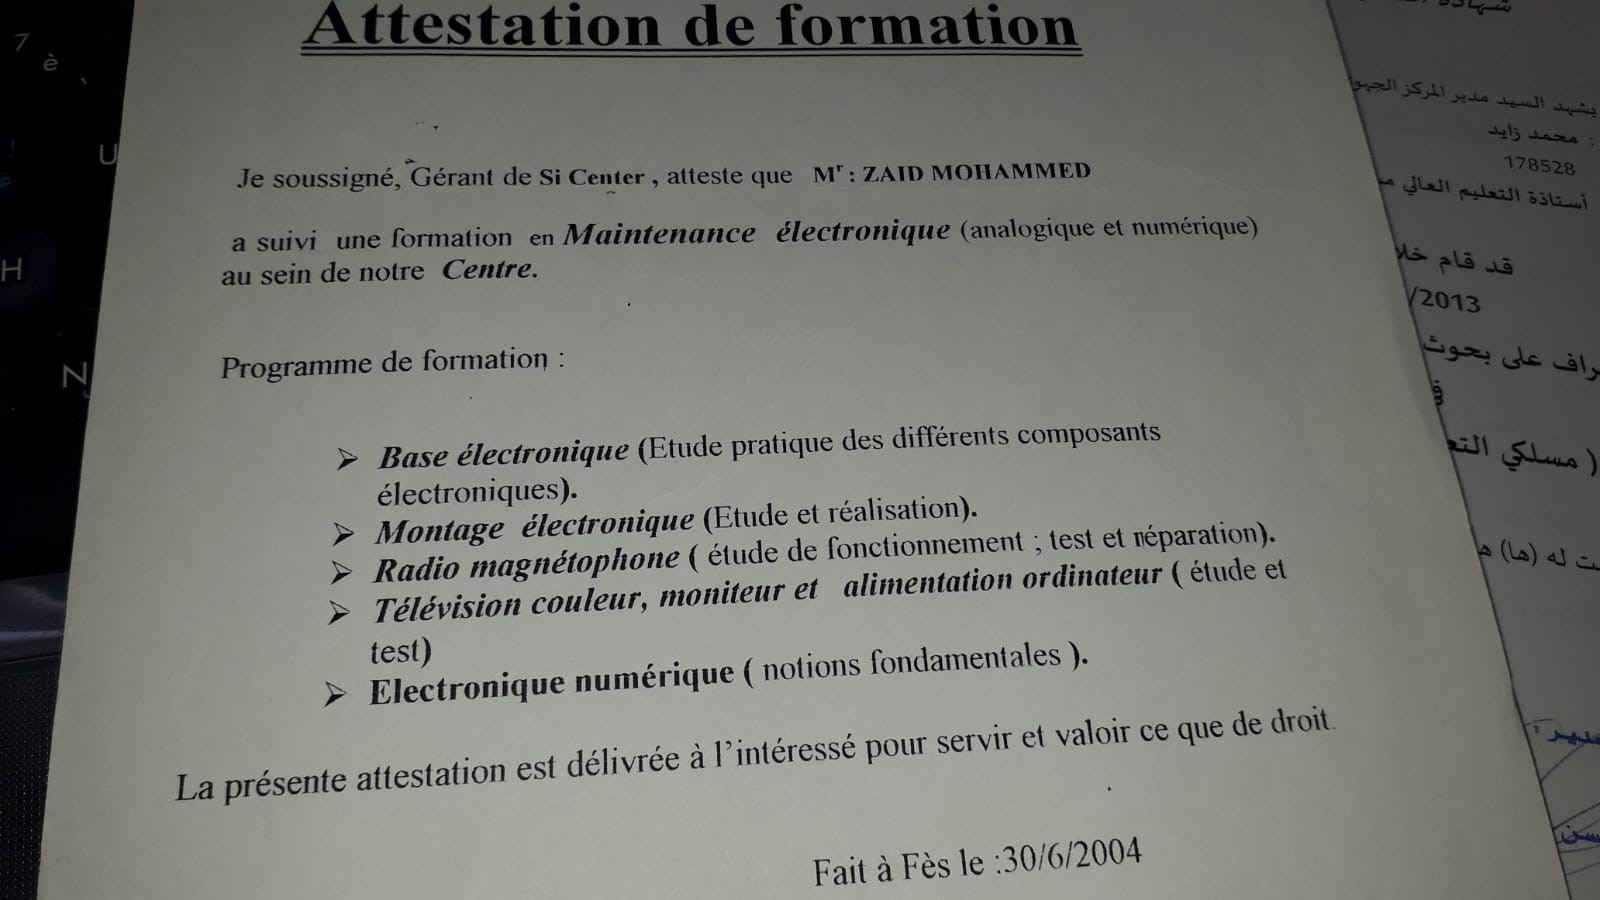 Attestation de formation
Je soussigné, Gérant de Si Center , atteste que Mʳ : ZAID MOHAMMED
a suivi une formation en Maintenance électronique (analogique et numérique)
au sein de notre Centre.
Programme de formation :
➢ Base électronique (Etude pratique des différents composants
électroniques).
➢ Montage électronique (Etude et réalisation).
➢ Radio magnétophone ( étude de fonctionnement ; test et réparation).
➢ Télévision couleur, moniteur et alimentation ordinateur ( étude et
test)
➢ Electronique numérique ( notions fondamentales ).
La présente attestation est délivrée à l’intéressé pour servir et valoir ce que de droit.
Fait à Fès le :30/6/2004
يشهد السيد مدير المركز
: محمد زايد
178528
أستاذة التعليم العالي
قد قام
/2013
على بحوث
( مسلكي
له (ها)
7
è
U
H
N